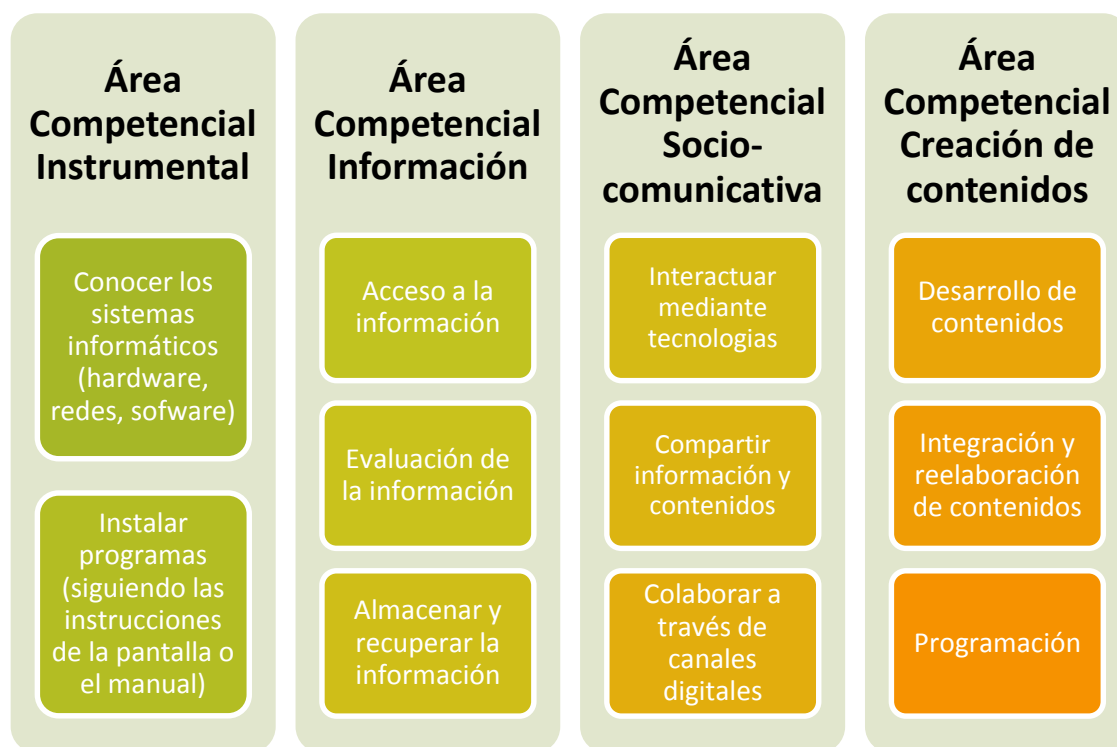 Área
Competencial
Instrumental
Conocer los
sistemas
informáticos
(hardware,
redes, sofware)
Instalar
programas
(siguiendo las
instrucciones
de la pantalla o
el manual)
Área
Competencial
Información
Acceso a la
información
Evaluación de
la información
Almacenar y
recuperar la
información
Área
Competencial
Socio-
comunicativa
Interactuar
mediante
tecnologias
Compartir
información y
contenidos
Colaborar a
través de
canales
digitales
Área
Competencial
Creación de
contenidos
Desarrollo de
contenidos
Integración y
reelaboración
de contenidos
Programación